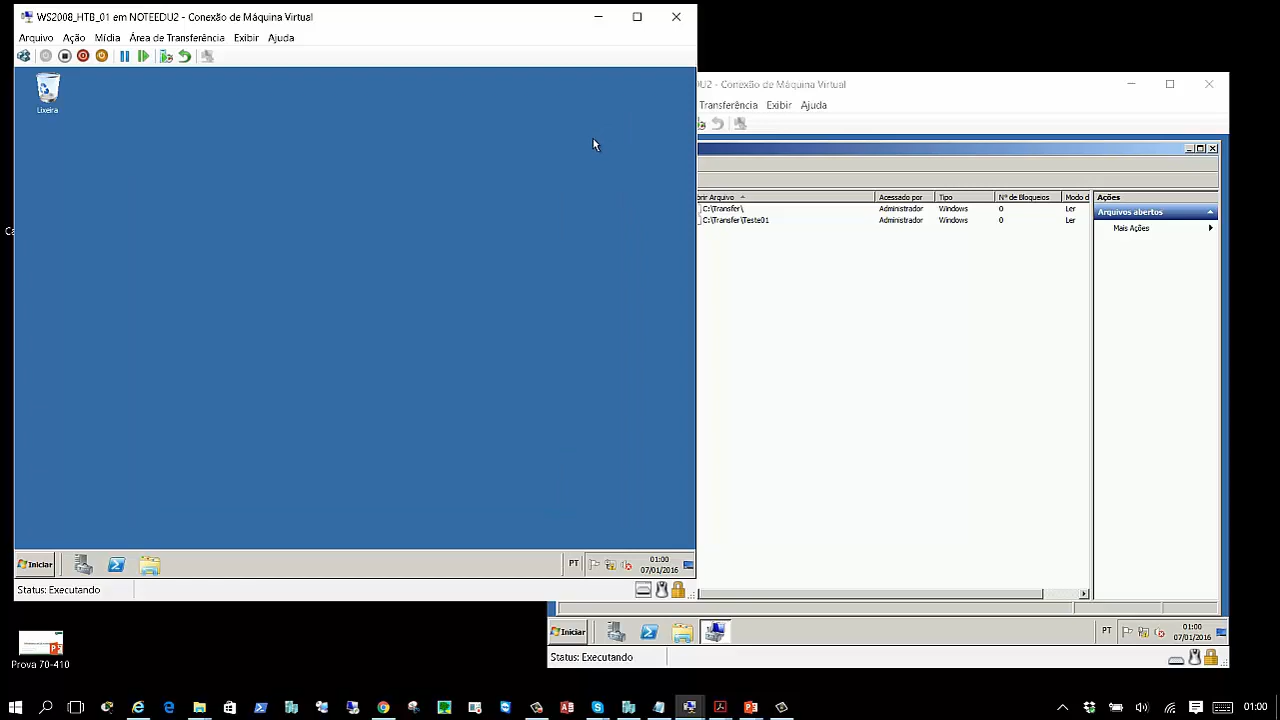 WS2008_HTB_01 em NOTEEDU2 - Conexão de Máquina Virtual
Arquivo Ação Mídia Área de Transferência Exibir Ajuda
Lixeira
Iniciar
PT
01:00
07/01/2016
Status: Executando
U2 - Conexão de Máquina Virtual
Transferência Exibir Ajuda
rir Arquivo Acessado por Tipo Nº de Bloqueios Modo d
C:\Transfer\ Administrador Windows 0 Ler
C:\Transfer\Teste01 Administrador Windows 0 Ler
Ações
Arquivos abertos
Mais Ações
Iniciar
PT
01:00
07/01/2016
Status: Executando
Ca
Prova 70-410
01:00